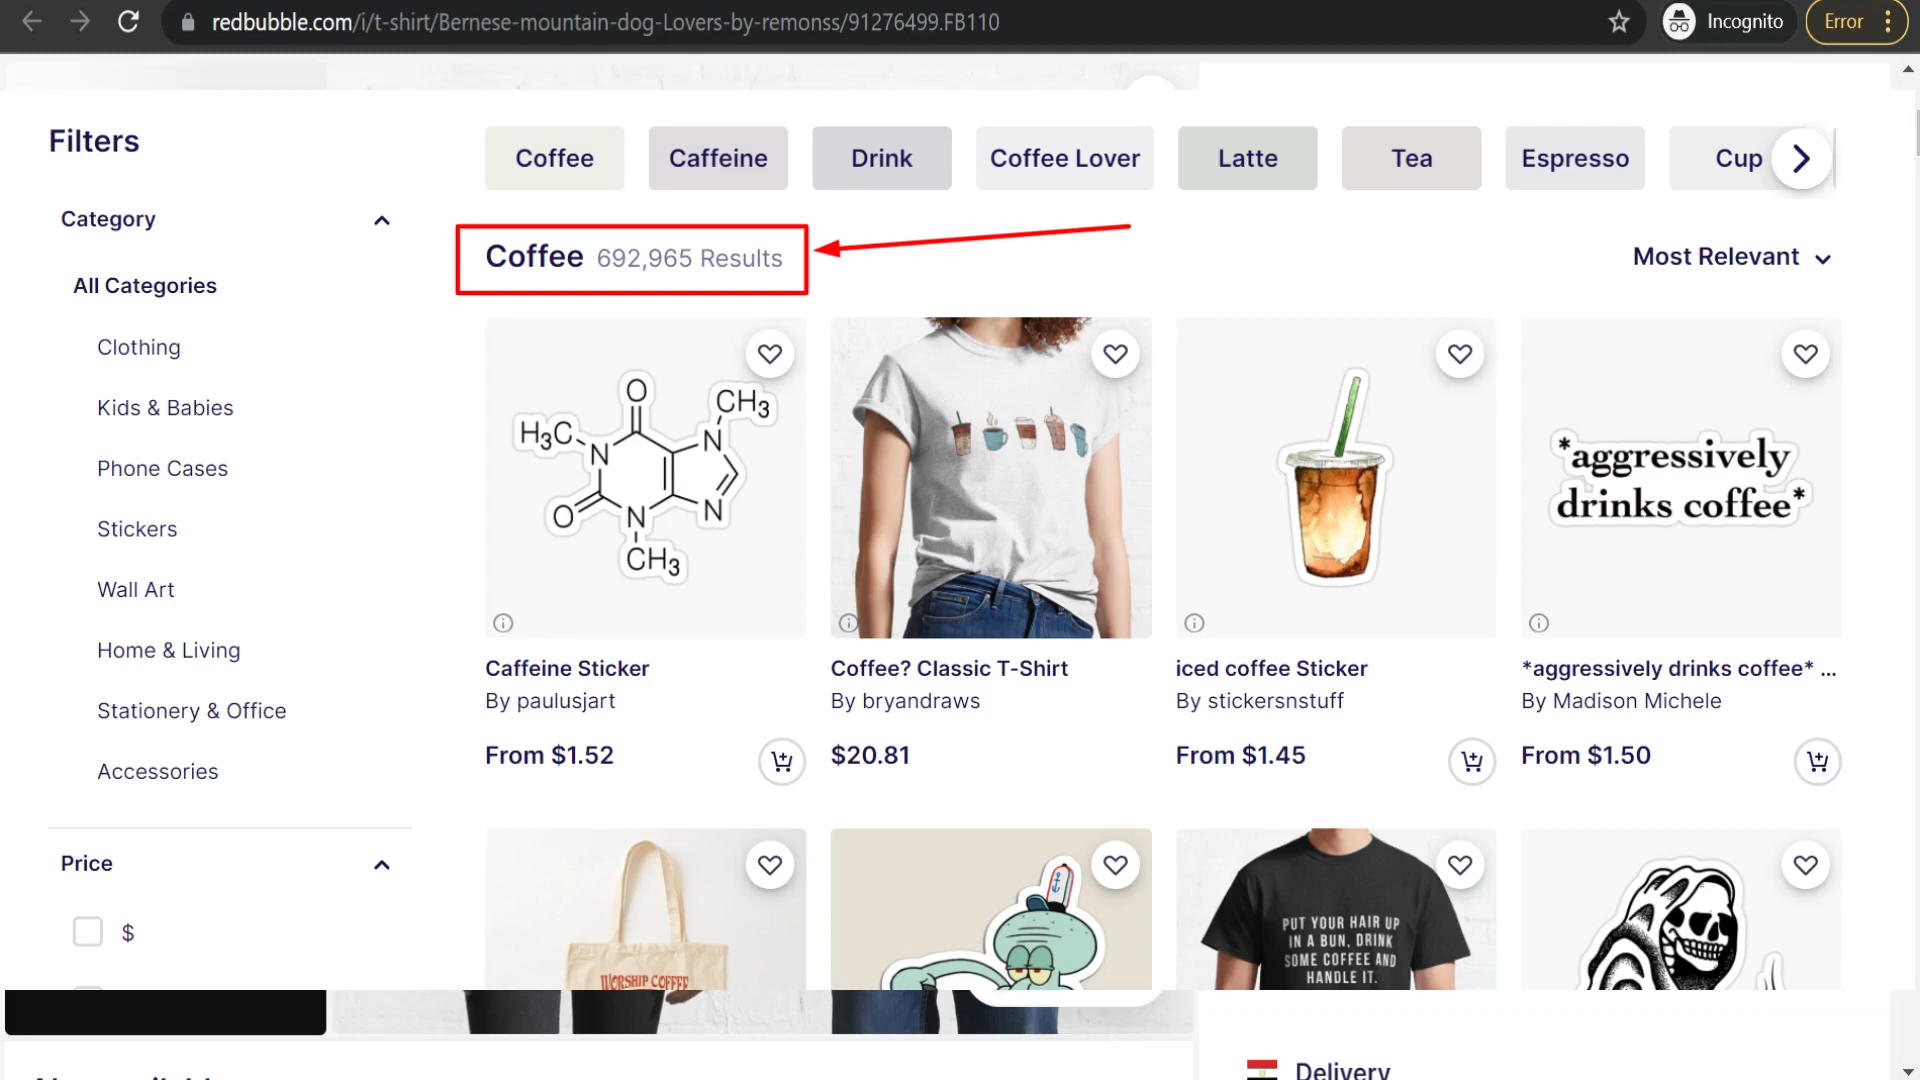 redbubble.com/i/t-shirt/Bernese-mountain-dog-Lovers-by-remonss/91276499.FB110
Incognito
Error
Filters
Coffee
Caffeine
Drink
Coffee Lover
Latte
Tea
Espresso
Cup
Category
Coffee 692,965 Results
Most Relevant
All Categories
Clothing
Kids & Babies
Phone Cases
Stickers
Wall Art
Home & Living
Stationery & Office
Accessories
O
CH3
H3C
N
N
O
N
N
CH3
*aggressively
drinks coffee*
Caffeine Sticker
By paulusjart
From $1.52
Coffee? Classic T-Shirt
By bryandraws
$20.81
iced coffee Sticker
By stickersnstuff
From $1.45
*aggressively drinks coffee* ...
By Madison Michele
From $1.50
Price
$
WORSHIP COFFEE
PUT YOUR HAIR UP
IN A BUN, DRINK
SOME COFFEE AND
HANDLE IT.
Delivery